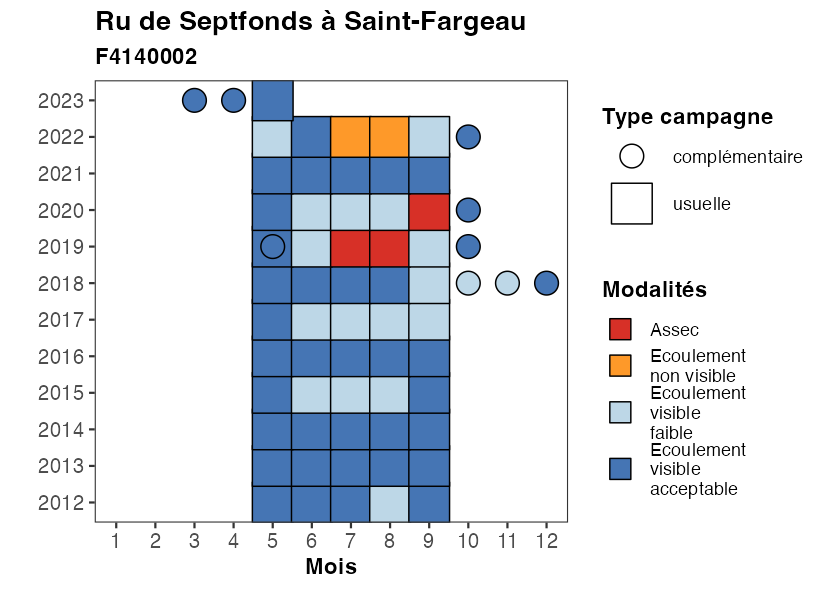 Ru de Septfonds à Saint-Fargeau
F4140002
2023
2022
2021
2020
2019
2018
2017
2016
2015
2014
2013
2012
1 2 3 4 5 6 7 8 9 10 11 12
Mois
Type campagne
complémentaire
usuelle
Modalités
Assec
Ecoulement
non visible
Ecoulement
visible
faible
Ecoulement
visible
acceptable